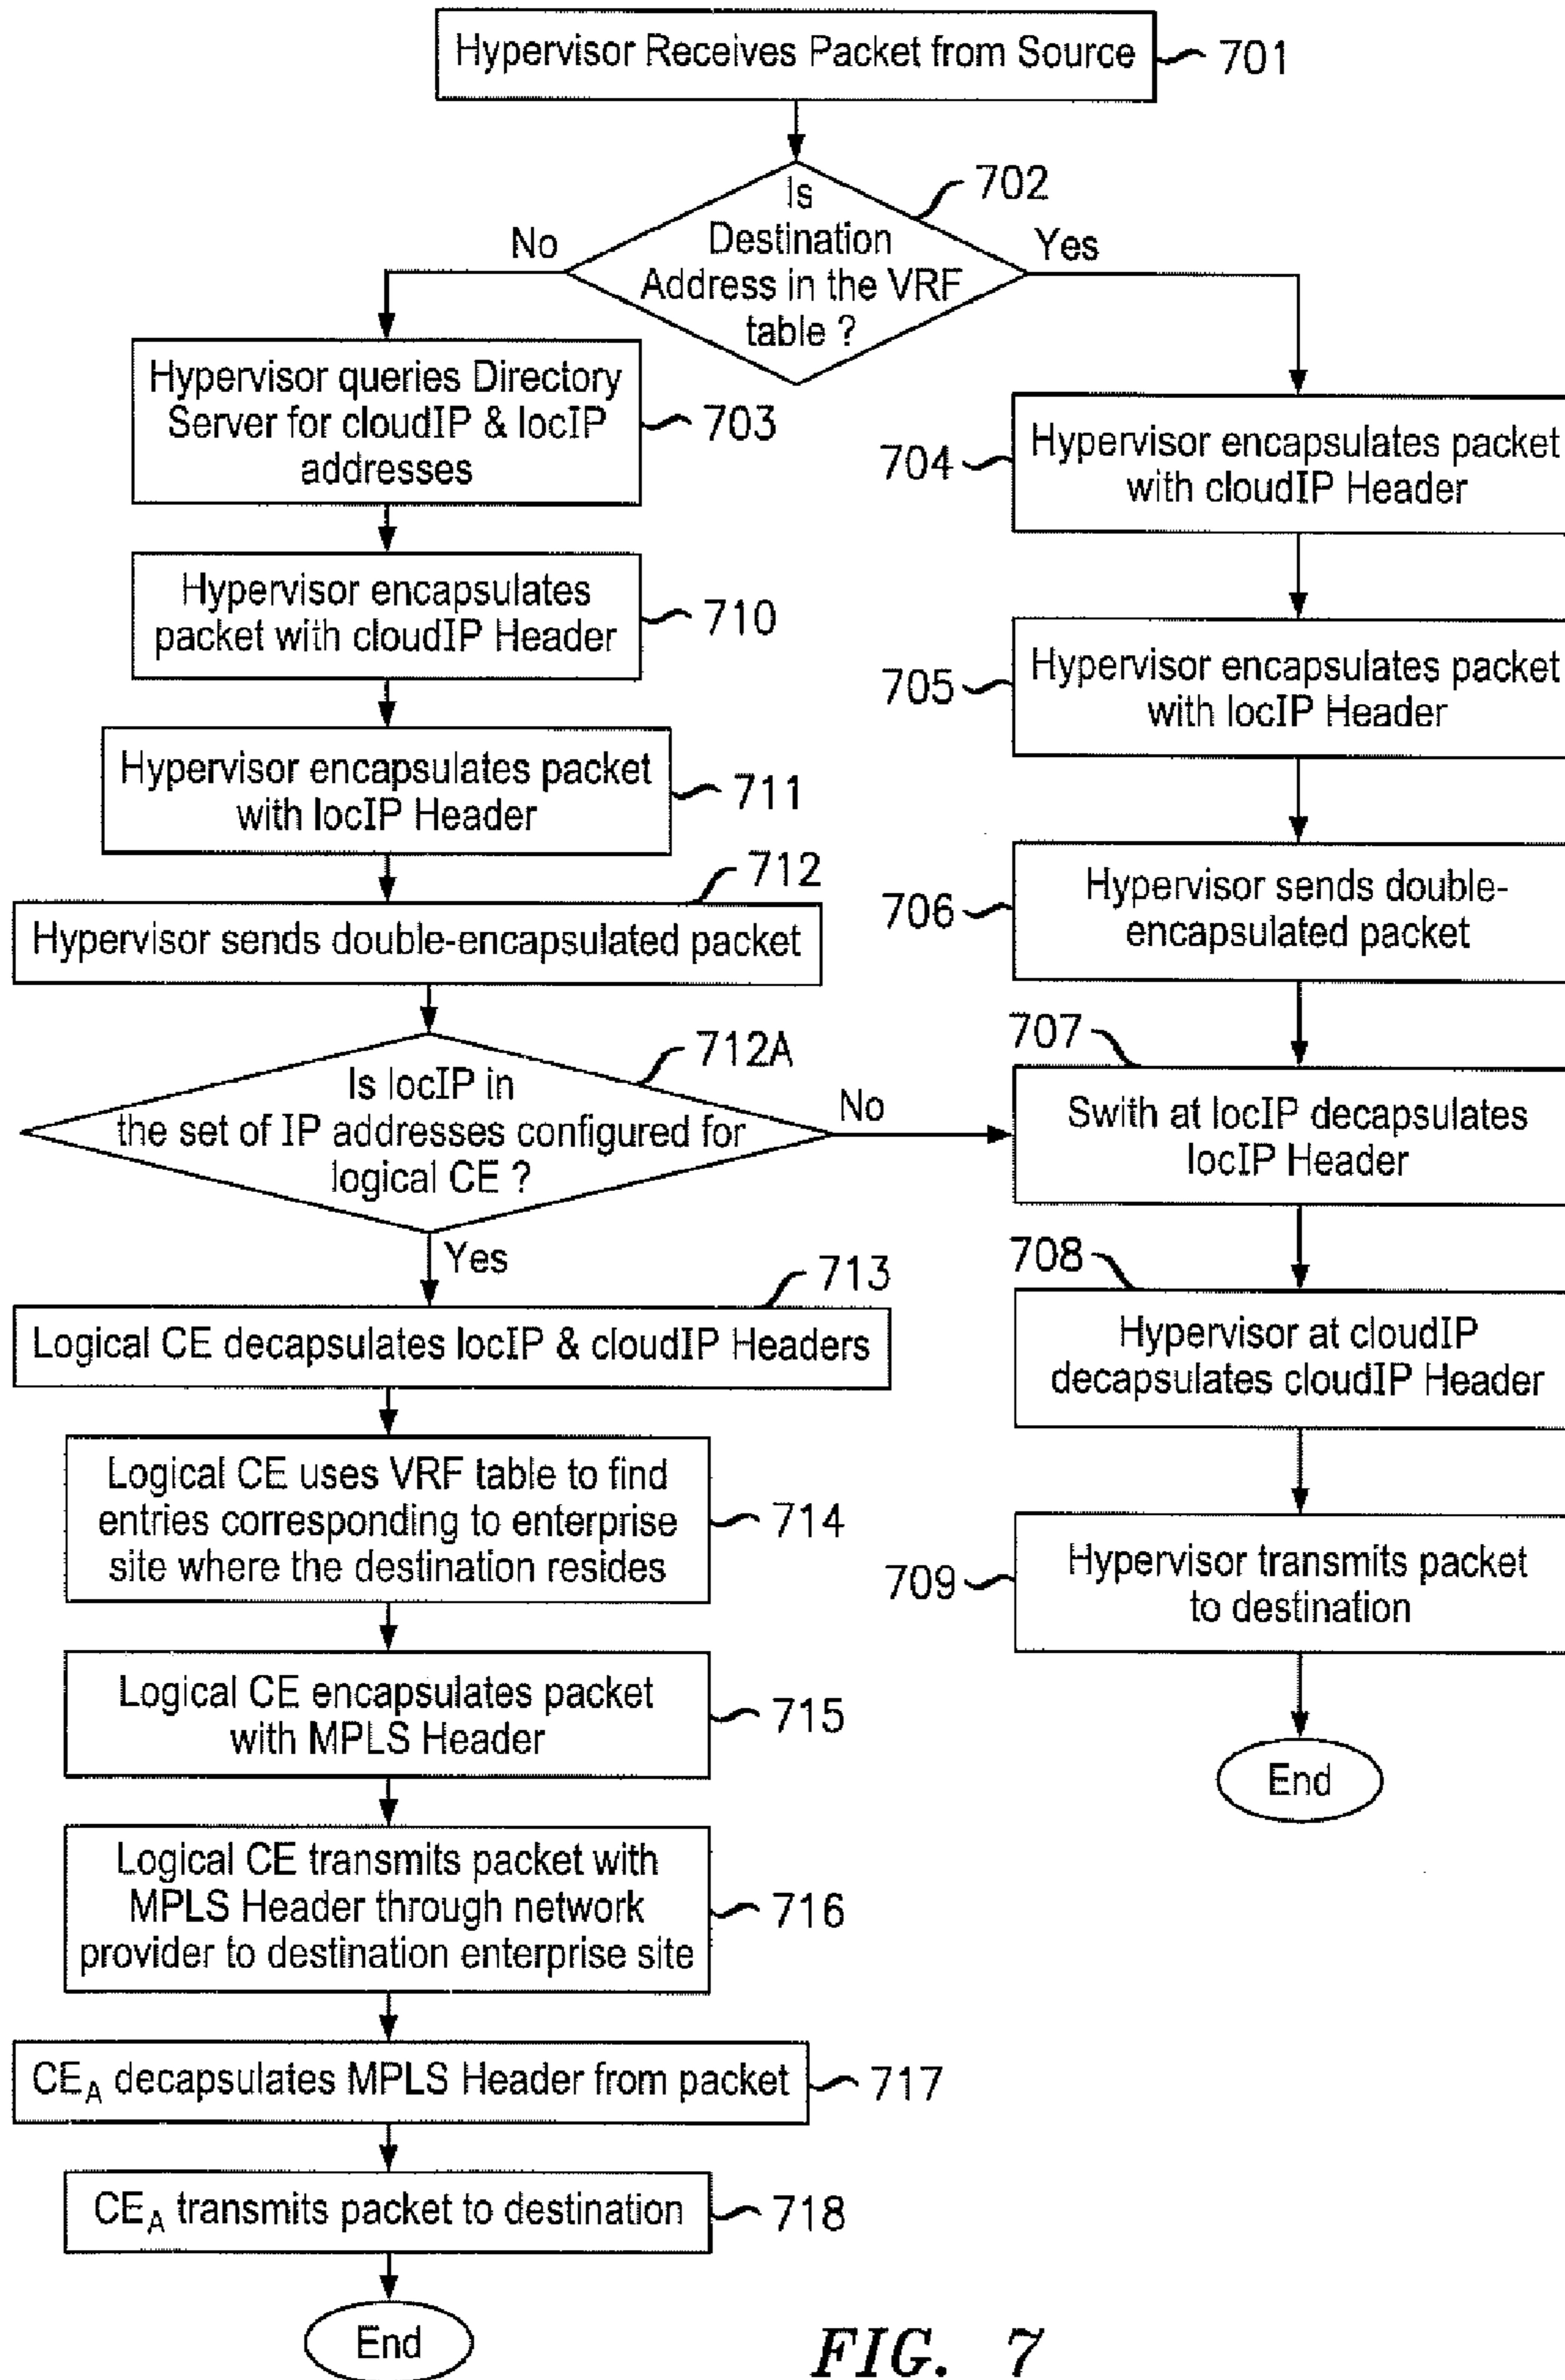 Hypervisor Receives Packet from Source
701
Is
Destination
Address in the VRF
table ?
702
No
Yes
Hypervisor queries Directory
Server for cloudIP & locIP
addresses
703
Hypervisor encapsulates
packet with cloudIP Header
710
Hypervisor encapsulates packet
with locIP Header
711
712
Hypervisor sends double-encapsulated packet
Is locIP in
the set of IP addresses configured for
logical CE ?
712A
No
Yes
704
Hypervisor encapsulates packet
with cloudIP Header
705
Hypervisor encapsulates packet
with locIP Header
706
Hypervisor sends double-
encapsulated packet
707
Swith at locIP decapsulates
locIP Header
708
Hypervisor at cloudIP
decapsulates cloudIP Header
709
Hypervisor transmits packet
to destination
End
713
Logical CE decapsulates locIP & cloudIP Headers
Logical CE uses VRF table to find
entries corresponding to enterprise
site where the destination resides
714
Logical CE encapsulates packet
with MPLS Header
715
Logical CE transmits packet with
MPLS Header through network
provider to destination enterprise site
716
CEA decapsulates MPLS Header from packet
717
CEA transmits packet to destination
718
End
FIG. 7